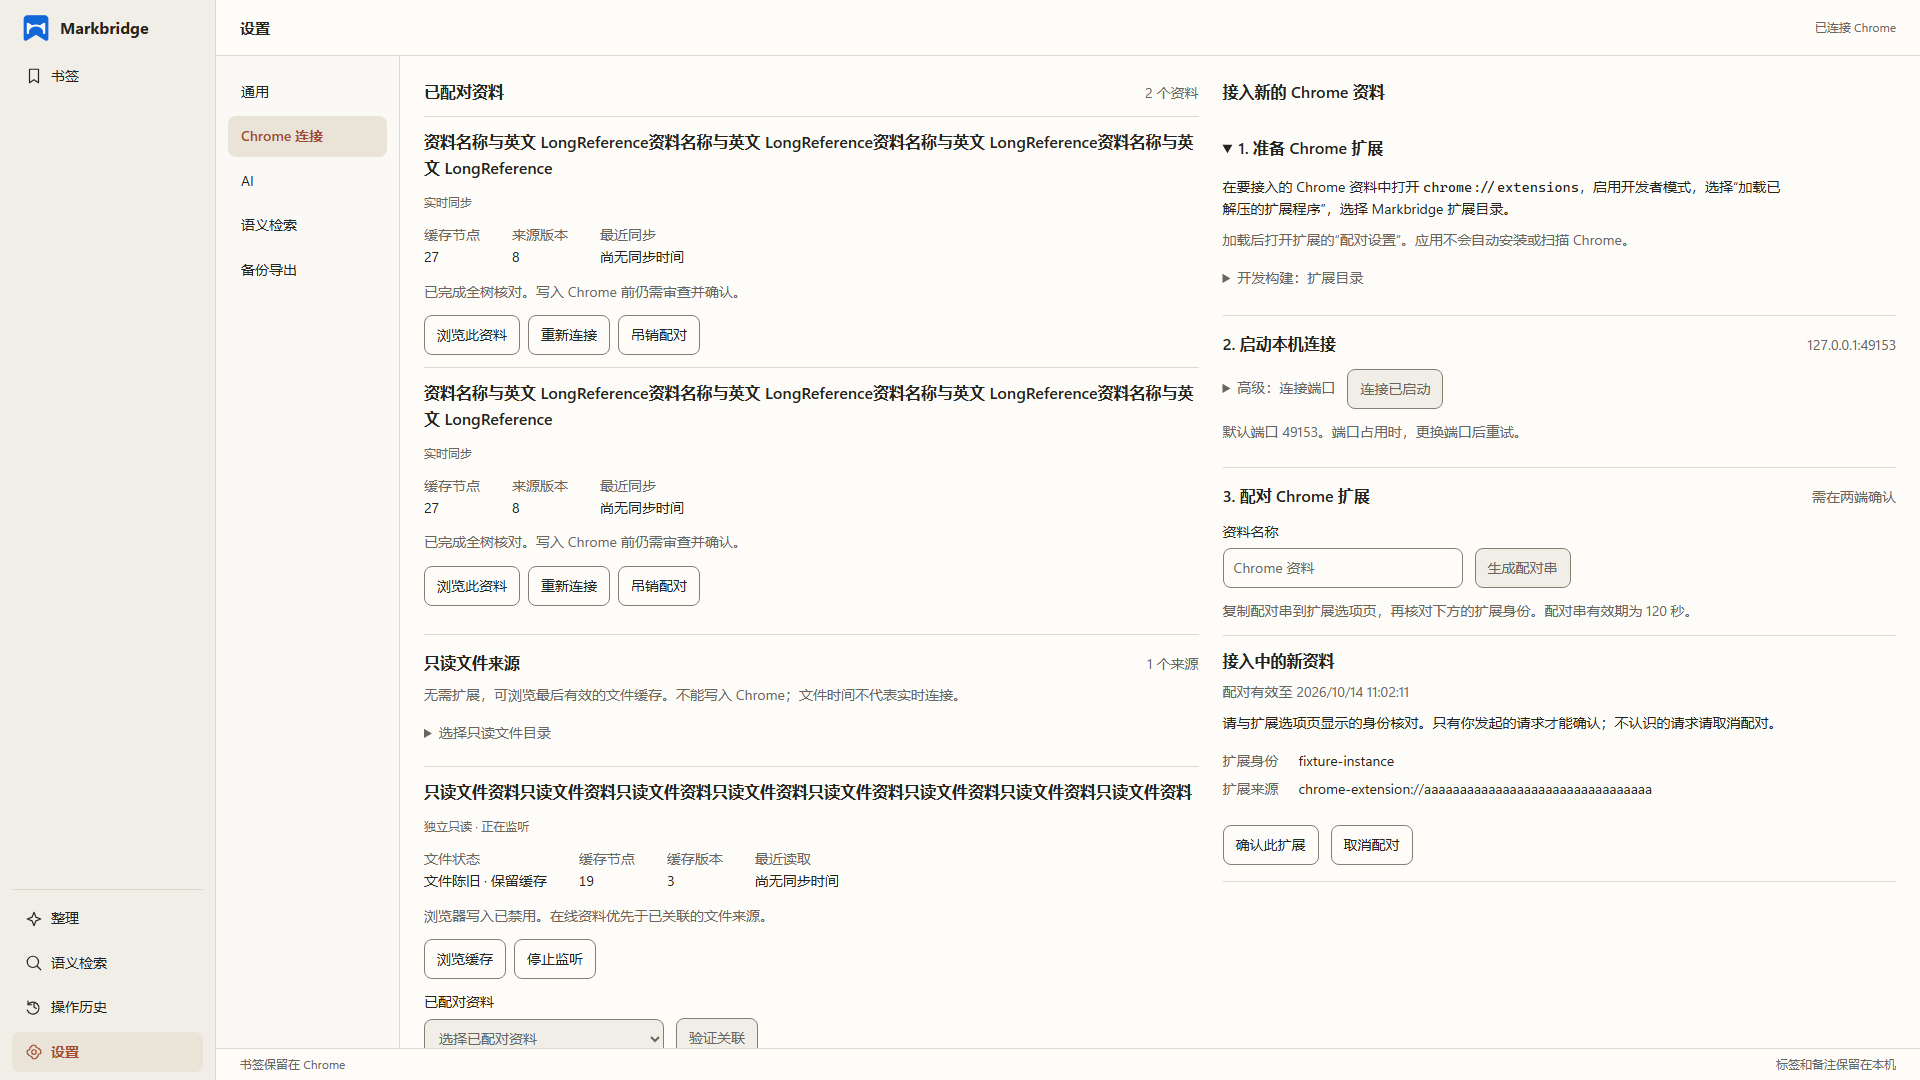 Markbridge
书签
整理
语义检索
操作历史
设置
设置
已连接 Chrome
通用
Chrome 连接
AI
语义检索
备份导出
已配对资料
2 个资料
资料名称与英文 LongReference资料名称与英文 LongReference资料名称与英文 LongReference资料名称与英
文 LongReference
实时同步
缓存节点 来源版本 最近同步
27 8 尚无同步时间
已完成全树核对。写入 Chrome 前仍需审查并确认。
浏览此资料 重新连接 吊销配对
资料名称与英文 LongReference资料名称与英文 LongReference资料名称与英文 LongReference资料名称与英
文 LongReference
实时同步
缓存节点 来源版本 最近同步
27 8 尚无同步时间
已完成全树核对。写入 Chrome 前仍需审查并确认。
浏览此资料 重新连接 吊销配对
只读文件来源
1 个来源
无需扩展，可浏览最后有效的文件缓存。不能写入 Chrome；文件时间不代表实时连接。
选择只读文件目录
只读文件资料只读文件资料只读文件资料只读文件资料只读文件资料只读文件资料只读文件资料只读文件资料
独立只读 · 正在监听
文件状态 缓存节点 缓存版本 最近读取
文件陈旧 · 保留缓存 19 3 尚无同步时间
浏览器写入已禁用。在线资料优先于已关联的文件来源。
浏览缓存 停止监听
已配对资料
选择已配对资料 验证关联
接入新的 Chrome 资料
1. 准备 Chrome 扩展
在要接入的 Chrome 资料中打开 chrome://extensions，启用开发者模式，选择“加载已
解压的扩展程序”，选择 Markbridge 扩展目录。
加载后打开扩展的“配对设置”。应用不会自动安装或扫描 Chrome。
开发构建：扩展目录
2. 启动本机连接
127.0.0.1:49153
高级：连接端口 连接已启动
默认端口 49153。端口占用时，更换端口后重试。
3. 配对 Chrome 扩展
需在两端确认
资料名称
Chrome 资料 生成配对串
复制配对串到扩展选项页，再核对下方的扩展身份。配对串有效期为 120 秒。
接入中的新资料
配对有效至 2026/10/14 11:02:11
请与扩展选项页显示的身份核对。只有你发起的请求才能确认；不认识的请求请取消配对。
扩展身份 fixture-instance
扩展来源 chrome-extension://aaaaaaaaaaaaaaaaaaaaaaaaaaaaaaaa
确认此扩展 取消配对
书签保留在 Chrome
标签和备注保留在本机